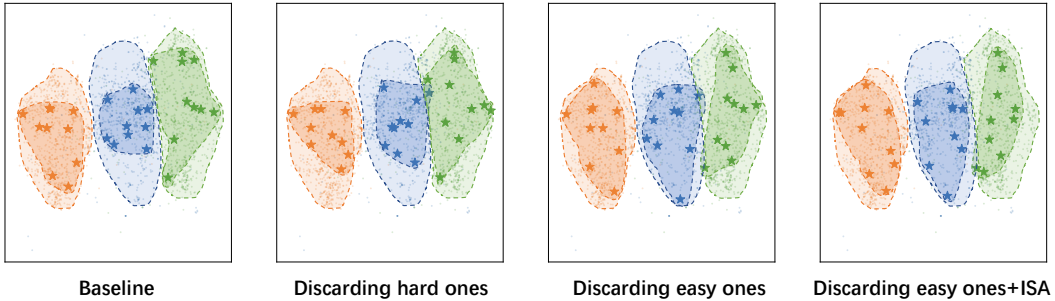 Baseline
Discarding hard ones
Discarding easy ones
Discarding easy ones+ISA